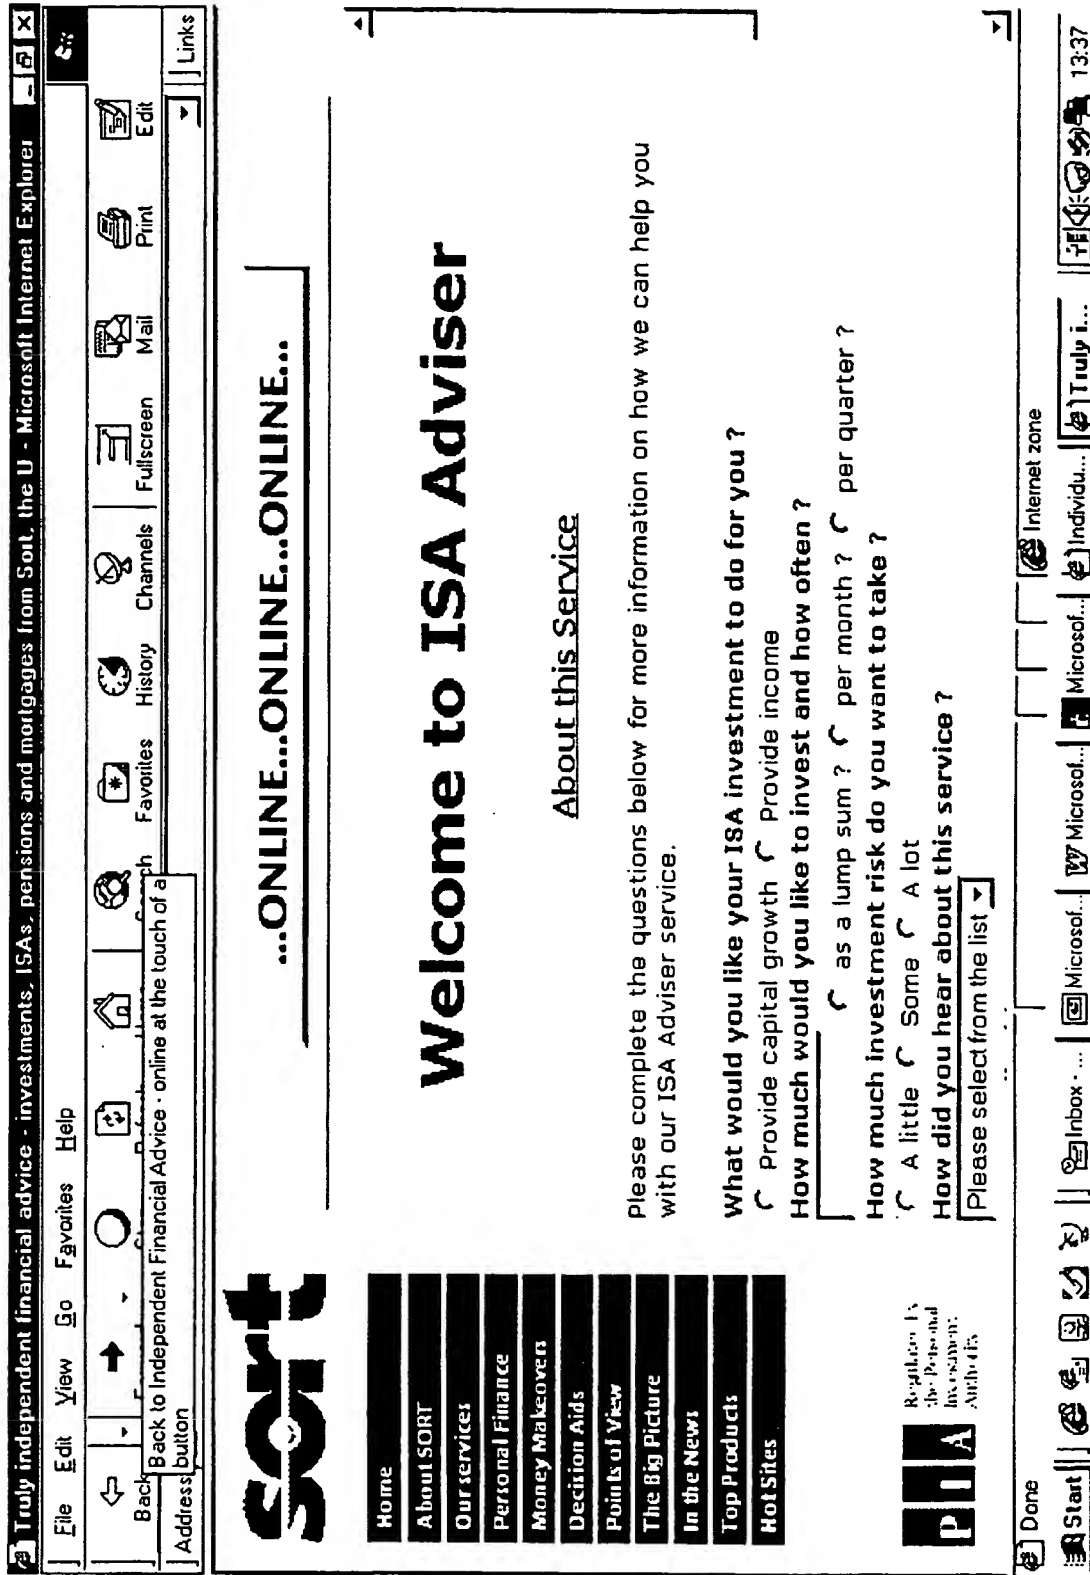 Truly independent financial advice - investments, ISAs, pensions and mortgages from Sort, the U - Microsoft Internet Explorer
File Edit View Go Favorites Help
Back
History Channels Fullscreen Mail Print Edit
Favorites
Address
Links
Back to Independent Financial Advice - online at the touch of a
button
sort
...ONLINE...ONLINE...ONLINE...
Home
About SORT
Our services
Personal Finance
Money Makeovers
Decision Aids
Points of View
The Big Picture
In the News
Top Products
Hot Sites
PIA
Regulated by
the Personal
Investment
Authority
Welcome to ISA Adviser
About this Service
Please complete the questions below for more information on how we can help you
with our ISA Adviser service.
What would you like your ISA investment to do for you ?
Provide capital growth Provide income
How much would you like to invest and how often ?
as a lump sum ? per month ? per quarter ?
How much investment risk do you want to take ?
A little Some A lot
How did you hear about this service ?
Please select from the list
Done
Internet zone
Start
Inbox - ...
Microsof...
Microsof...
Microsof...
Individu...
Truly i...
13:37